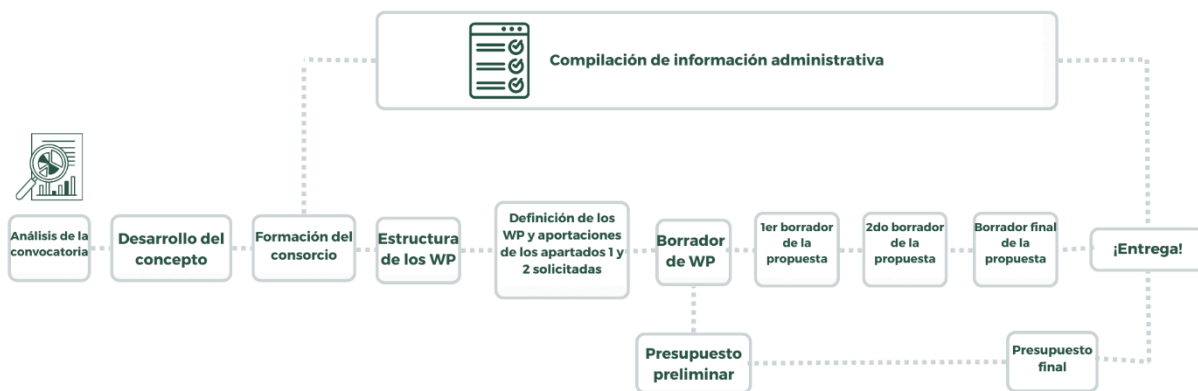 Compilación de información administrativa
Análisis de la
convocatoria
Desarrollo del
concepto
Formación del
consorcio
Estructura
de los WP
Definición de los
WP y aportaciones
de los apartados 1 y
2 solicitadas
Borrador
de WP
1er borrador
de la
propuesta
2do borrador
de la
propuesta
Borrador final
de la
propuesta
¡Entrega!
Presupuesto
preliminar
Presupuesto
final